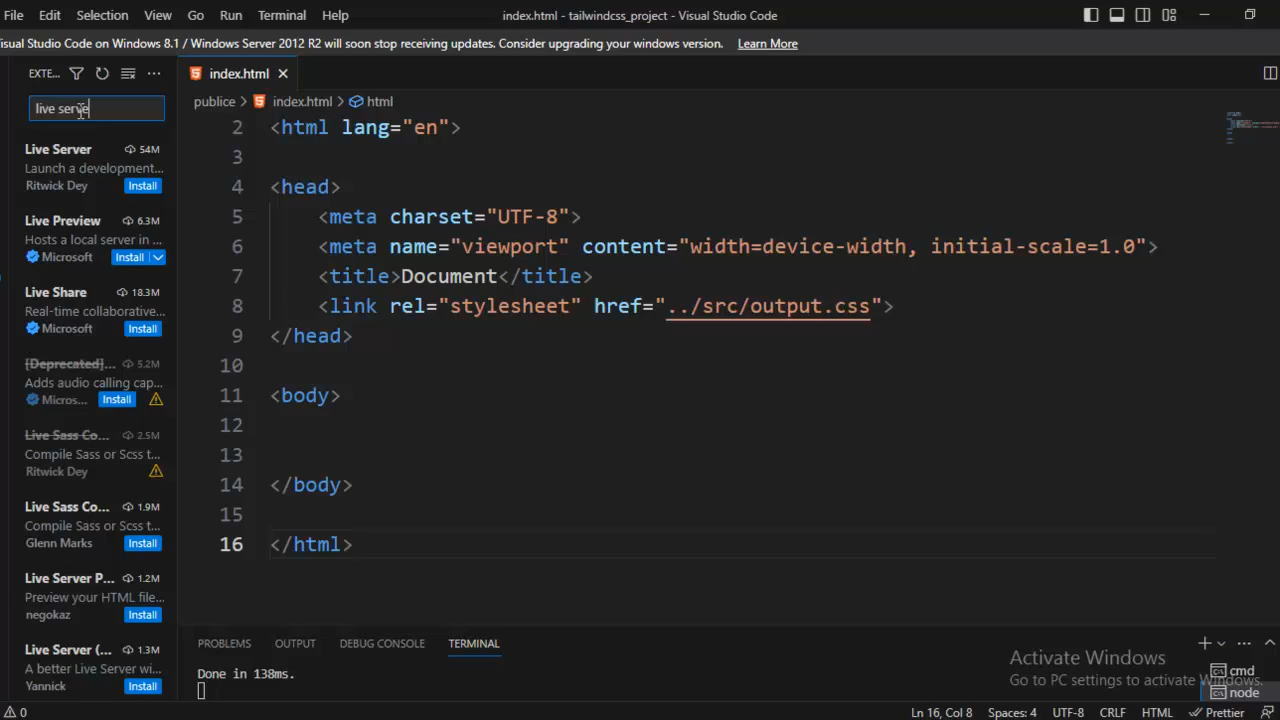 File Edit Selection View Go Run Terminal Help index.html - tailwindcss_project - Visual Studio Code
isual Studio Code on Windows 8.1 / Windows Server 2012 R2 will soon stop receiving updates. Consider upgrading your windows version. Learn More
EXTE... ...
live serve
Live Server 54M
Launch a development...
Ritwick Dey Install
Live Preview 6.3M
Hosts a local server in ...
Microsoft Install
Live Share 18.3M
Real-time collaborative...
Microsoft Install
[Deprecated]... 5.2M
Adds audio calling cap...
Micros... Install
Live Sass Co... 2.5M
Compile Sass or Scss t...
Ritwick Dey
Live Sass Co... 1.9M
Compile Sass or Scss t...
Glenn Marks Install
Live Server P... 1.2M
Preview your HTML file...
negokaz Install
Live Server (... 1.3M
A better Live Server wi...
Yannick Install
index.html
publice > index.html > html
2 <html lang="en">
3
4 <head>
5 <meta charset="UTF-8">
6 <meta name="viewport" content="width=device-width, initial-scale=1.0">
7 <title>Document</title>
8 <link rel="stylesheet" href="../src/output.css">
9 </head>
10
11 <body>
12
13
14 </body>
15
16 </html>
PROBLEMS OUTPUT DEBUG CONSOLE TERMINAL
Done in 138ms.
cmd
node
Activate Windows
Go to PC settings to activate Windows.
0 Ln 16, Col 8 Spaces: 4 UTF-8 CRLF HTML Prettier